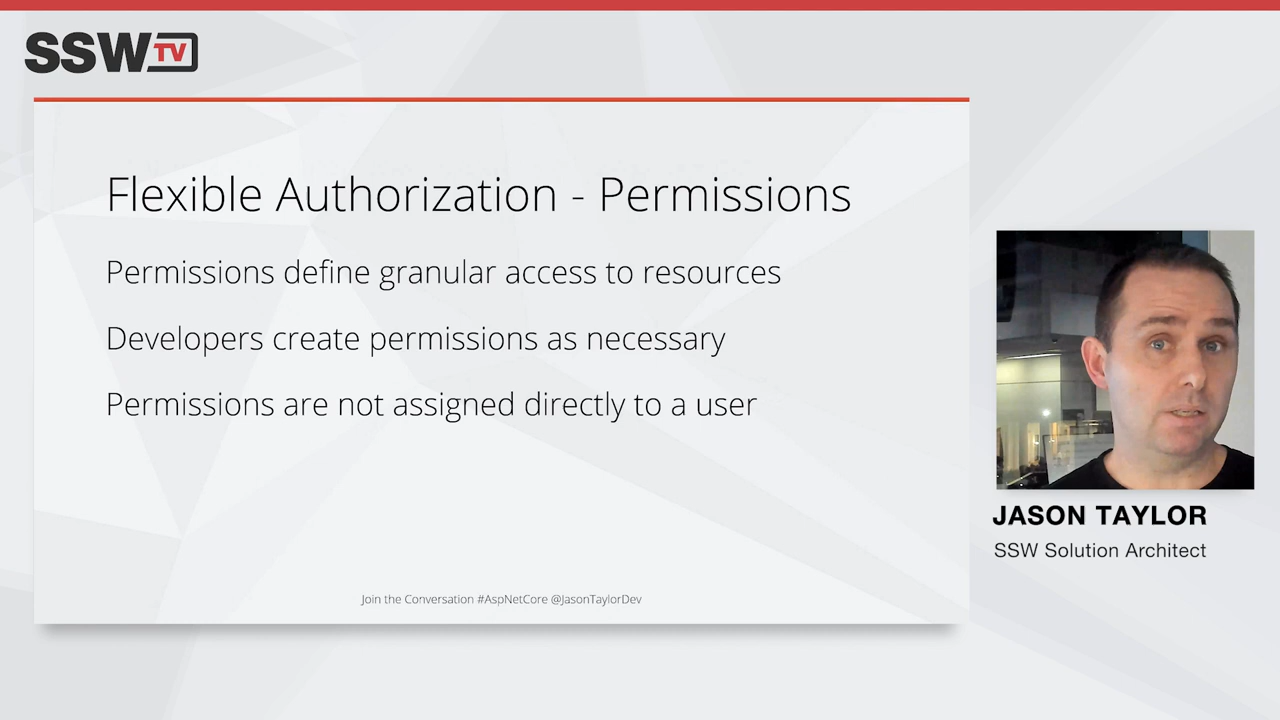 SSW TV
Flexible Authorization - Permissions
Permissions define granular access to resources
Developers create permissions as necessary
Permissions are not assigned directly to a user
Join the Conversation #AspNetCore @JasonTaylorDev
JASON TAYLOR
SSW Solution Architect